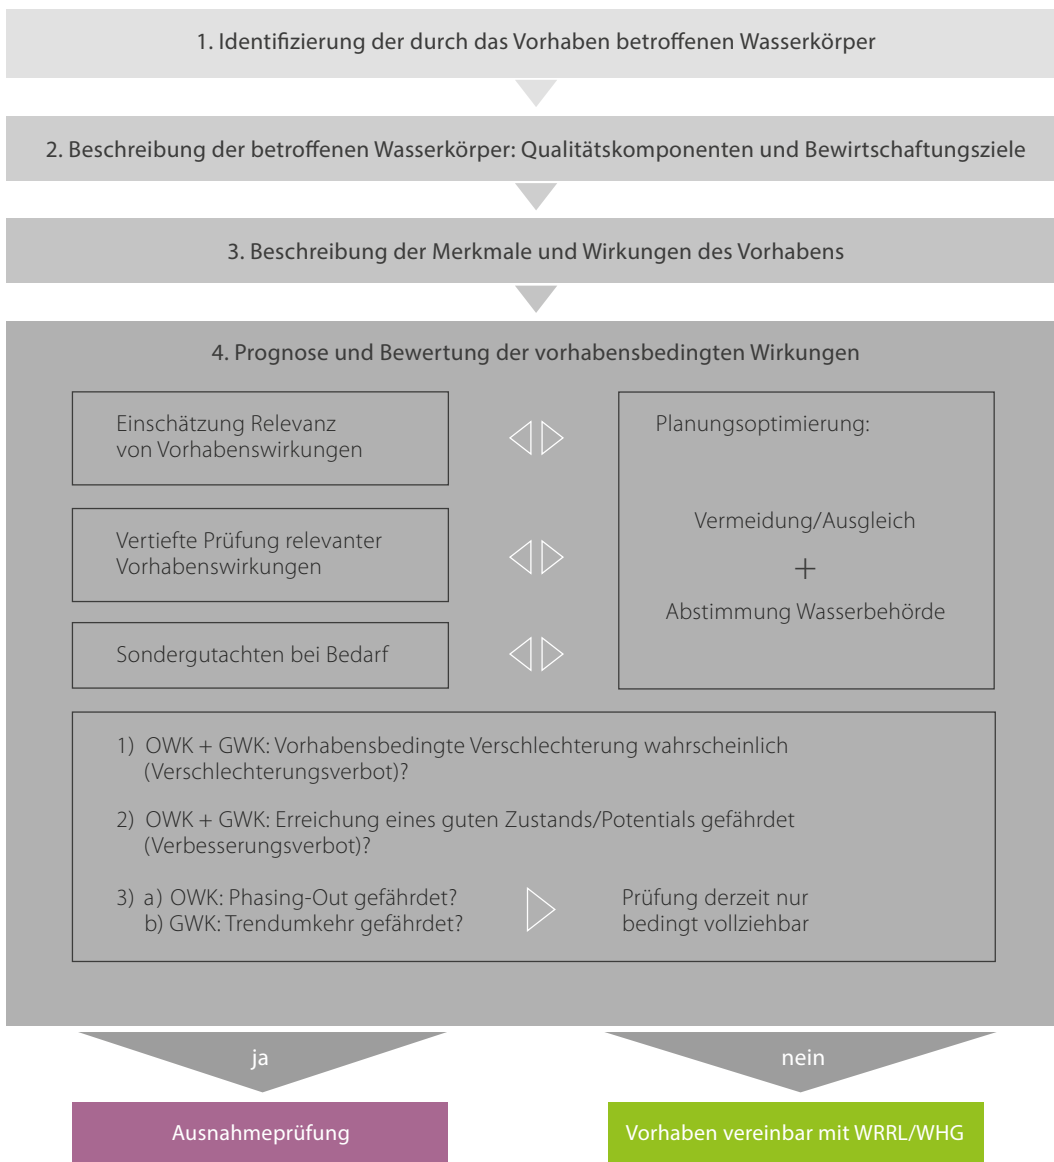 1. Identifizierung der durch das Vorhaben betroffenen Wasserkörper
2. Beschreibung der betroffenen Wasserkörper: Qualitätskomponenten und Bewirtschaftungsziele
3. Beschreibung der Merkmale und Wirkungen des Vorhabens
4. Prognose und Bewertung der vorhabensbedingten Wirkungen
Einschätzung Relevanz
von Vorhabenswirkungen
Vertiefte Prüfung relevanter
Vorhabenswirkungen
Sondergutachten bei Bedarf
Planungsoptimierung:
Vermeidung/Ausgleich
+
Abstimmung Wasserbehörde
1) OWK + GWK: Vorhabensbedingte Verschlechterung wahrscheinlich
(Verschlechterungsverbot)?
2) OWK + GWK: Erreichung eines guten Zustands/Potentials gefährdet
(Verbesserungsverbot)?
3) a) OWK: Phasing-Out gefährdet?
b) GWK: Trendumkehr gefährdet?
Prüfung derzeit nur
bedingt vollziehbar
ja
nein
Ausnahmeprüfung
Vorhaben vereinbar mit WRRL/WHG